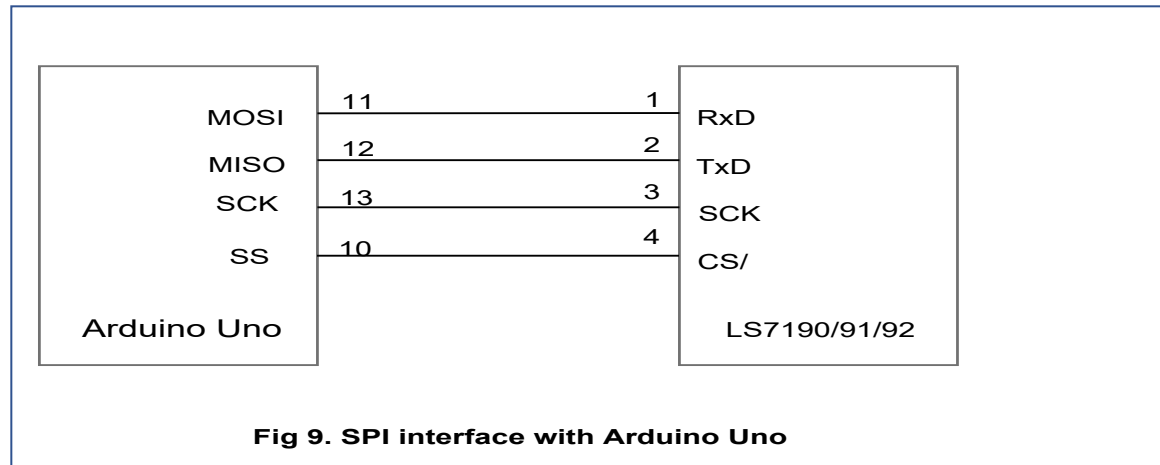 MOSI 11 1 RxD
MISO 12 2 TxD
SCK 13 3 SCK
SS 10 4 CS/
Arduino Uno LS7190/91/92
Fig 9. SPI interface with Arduino Uno